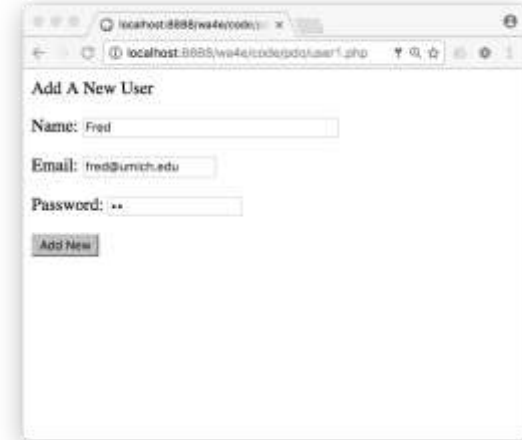 localhost:8888/wa4e/code/
localhost:8888/wa4e/code/pdo/user1.php
Add A New User
Name: Fred
Email: fred@umich.edu
Password: ••
Add New